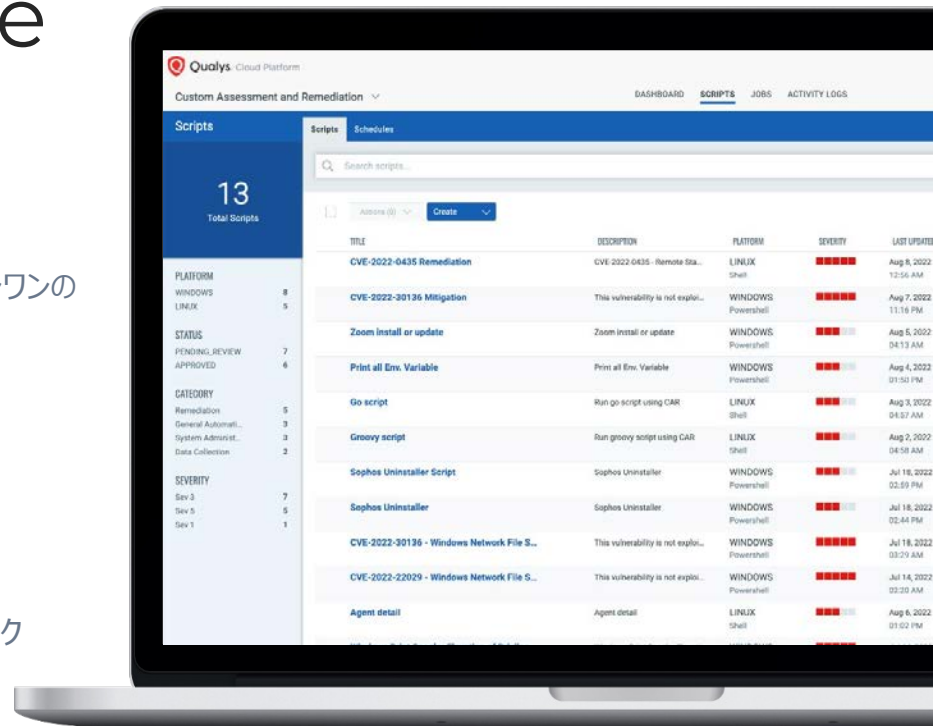 e
ワンの
ク
Qualys. Cloud Platform
Custom Assessment and Remediation
DASHBOARD SCRIPTS JOBS ACTIVITY LOGS
Scripts
Scripts Schedules
Search scripts...
13
Total Scripts
Actions (0) Create
TITLE DESCRIPTION PLATFORM SEVERITY LAST UPDATED
PLATFORM
WINDOWS 8
LINUX 5
STATUS
PENDING_REVIEW 7
APPROVED 6
CATEGORY
Remediation 5
General Automati... 3
System Administ... 3
Data Collection 2
SEVERITY
Sev 3 7
Sev 5 5
Sev 1 1
CVE-2022-0435 Remediation CVE-2022-0435 - Remote Sta... LINUX Aug 8, 2022
Shell 12:56 AM
CVE-2022-30136 Mitigation This vulnerability is not exploi... WINDOWS Aug 7, 2022
Powershell 11:16 PM
Zoom install or update Zoom install or update WINDOWS Aug 5, 2022
Powershell 04:13 AM
Print all Env. Variable Print all Env. Variable WINDOWS Aug 4, 2022
Powershell 01:50 PM
Go script Run go script using CAR LINUX Aug 3, 2022
Shell 04:57 AM
Groovy script Run groovy script using CAR LINUX Aug 2, 2022
Shell 04:58 AM
Sophos Uninstaller Script Sophos Uninstaller WINDOWS Jul 18, 2022
Powershell 02:59 PM
Sophos Uninstaller Sophos Uninstaller WINDOWS Jul 18, 2022
Powershell 02:44 PM
CVE-2022-30136 - Windows Network File S... This vulnerability is not exploi... WINDOWS Jul 18, 2022
Powershell 03:29 AM
CVE-2022-22029 - Windows Network File S... This vulnerability is not exploi... WINDOWS Jul 14, 2022
Powershell 02:20 AM
Agent detail Agent detail LINUX Aug 6, 2022
Shell 01:02 PM